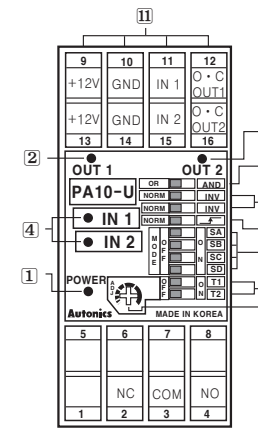 11
9 10 11 12
+12V GND IN 1 O・C OUT1
+12V GND IN 2 O・C OUT2
13 14 15 16
2
OUT 1 OUT 2
PA10-U
OR AND
NORM INV
NORM INV
4 IN 1 NORM
IN 2
MODE OFF ON SA
SB
SC
SD
1 POWER
ADJ OFF ON T1
T2
Autonics MADE IN KOREA
5 6 7 8
NC COM NO
1 2 3 4